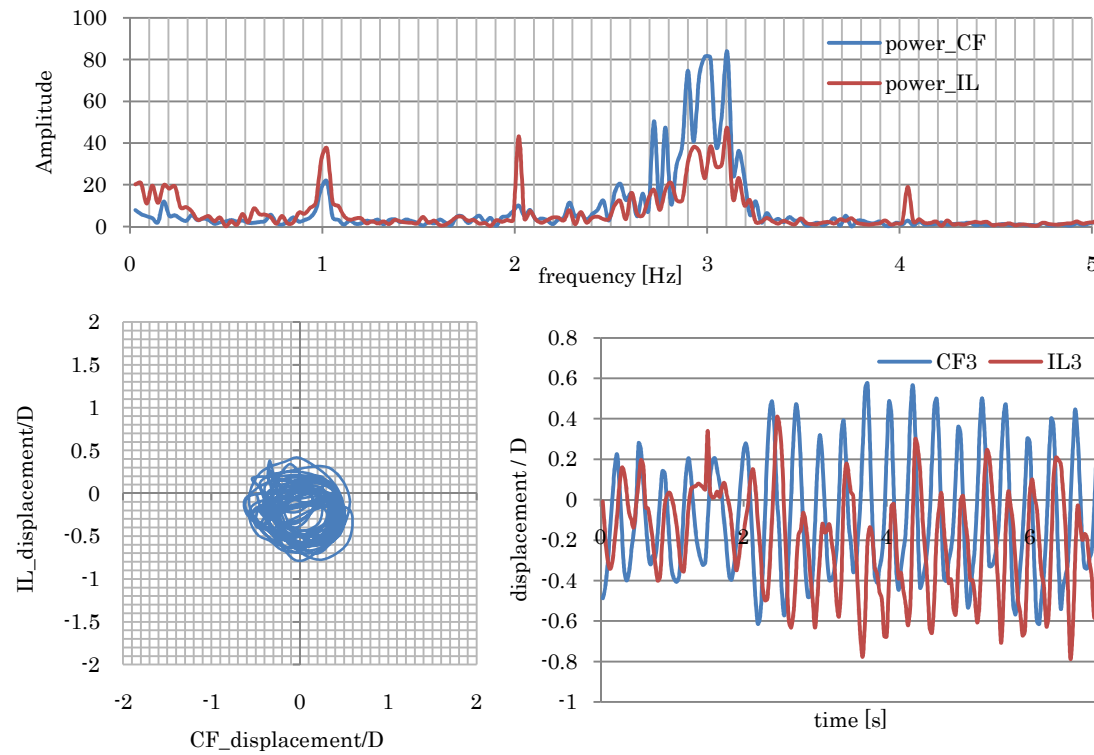 100
80
60
40
20
0
Amplitude
power_CF
power_IL
0 1 2 3 4 5
frequency [Hz]
2
1.5
1
0.5
0
-0.5
-1
-1.5
-2
IL_displacement/D
-2 -1 0 1 2
CF_displacement/D
0.8
0.6
0.4
0.2
0
-0.2
-0.4
-0.6
-0.8
-1
displacement / D
CF3 IL3
0 2 4 6
time [s]